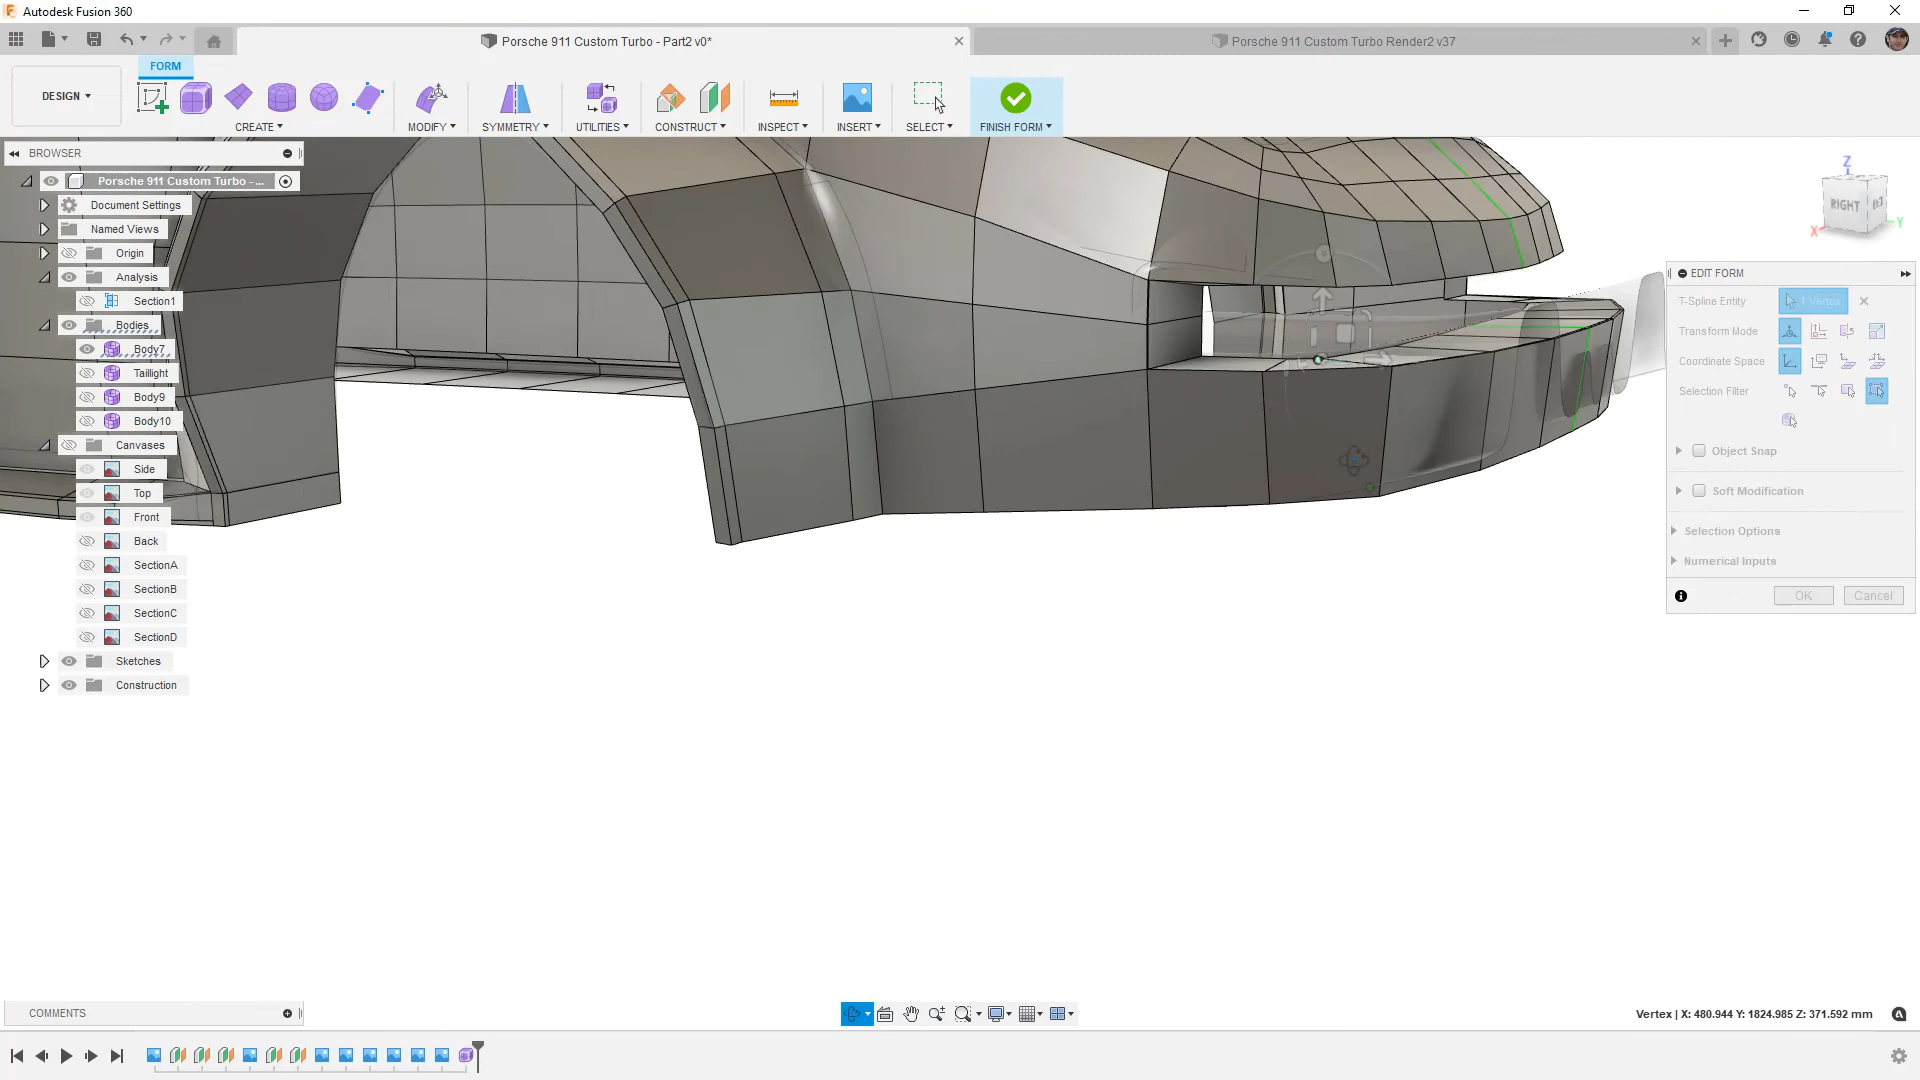 Autodesk Fusion 360
Porsche 911 Custom Turbo - Part2 v0*
Porsche 911 Custom Turbo Render2 v37
FORM
DESIGN
CREATE
MODIFY
SYMMETRY
UTILITIES
CONSTRUCT
INSPECT
INSERT
SELECT
FINISH FORM
BROWSER
Porsche 911 Custom Turbo - ...
Document Settings
Named Views
Origin
Analysis
Section1
Bodies
Body7
Taillight
Body9
Body10
Canvases
Side
Top
Front
Back
SectionA
SectionB
SectionC
SectionD
Sketches
Construction
Z
RIGHT
X
Y
EDIT FORM
T-Spline Entity
1 Vertex
Transform Mode
Coordinate Space
Selection Filter
Object Snap
Soft Modification
Selection Options
Numerical Inputs
OK
Cancel
COMMENTS
Vertex | X: 480.944 Y: 1824.985 Z: 371.592 mm